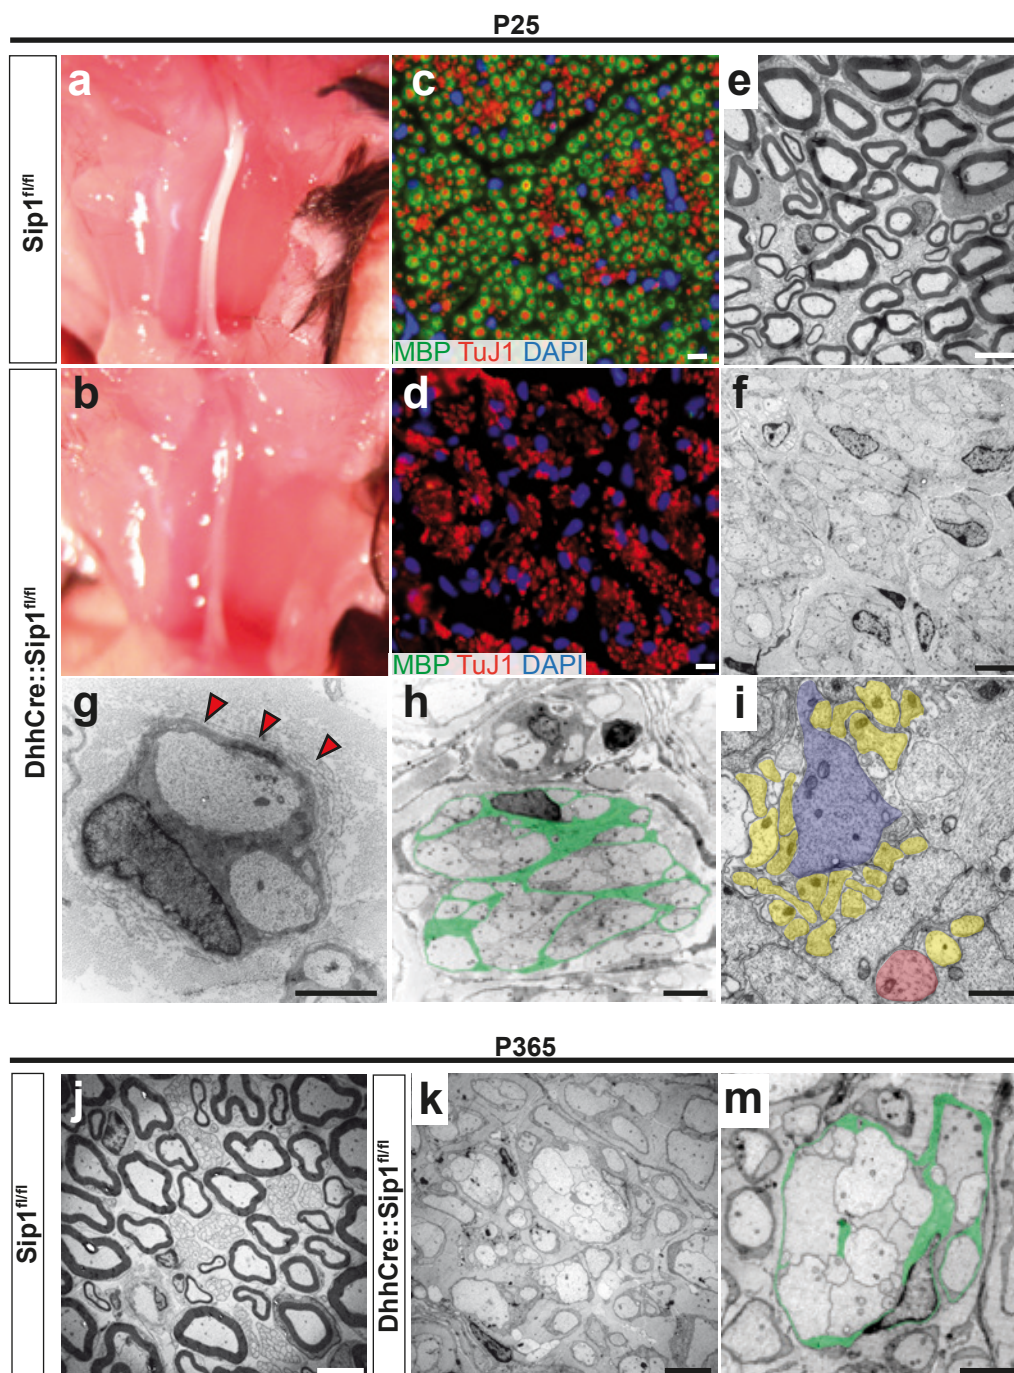 P25
Sip1fl/fl
a
c
e
MBP TuJ1 DAPI
DhhCre::Sip1fl/fl
b
d
f
MBP TuJ1 DAPI
g
h
i
P365
Sip1fl/fl
j
DhhCre::Sip1fl/fl
k
m